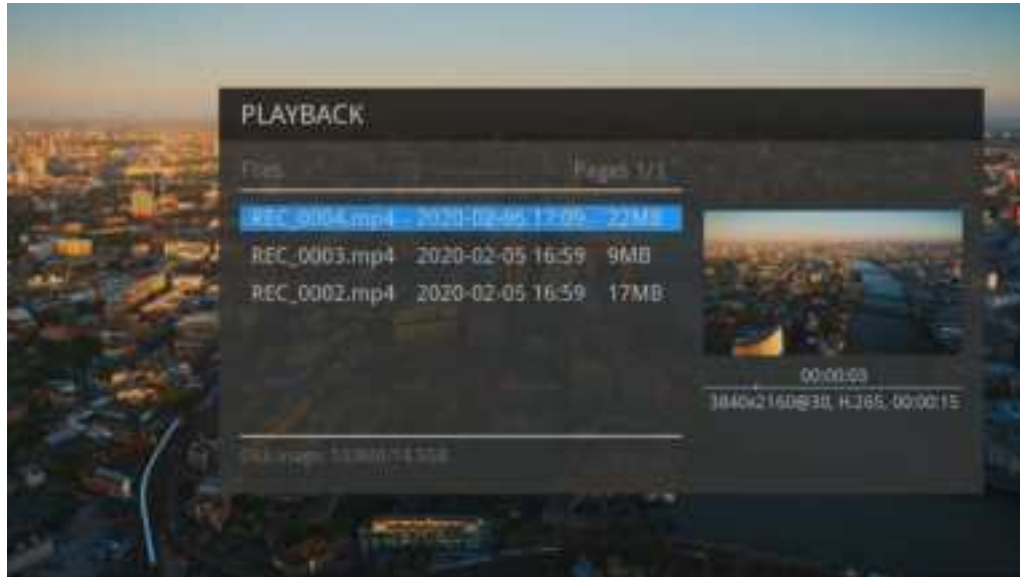 PLAYBACK
Files Pages 1/1
REC_0004.mp4 2020-02-05 17:09 22MB
REC_0003.mp4 2020-02-05 16:59 9MB
REC_0002.mp4 2020-02-05 16:59 17MB
00:00:03
3840x2160@30, H.265, 00:00:15
Disk usage: